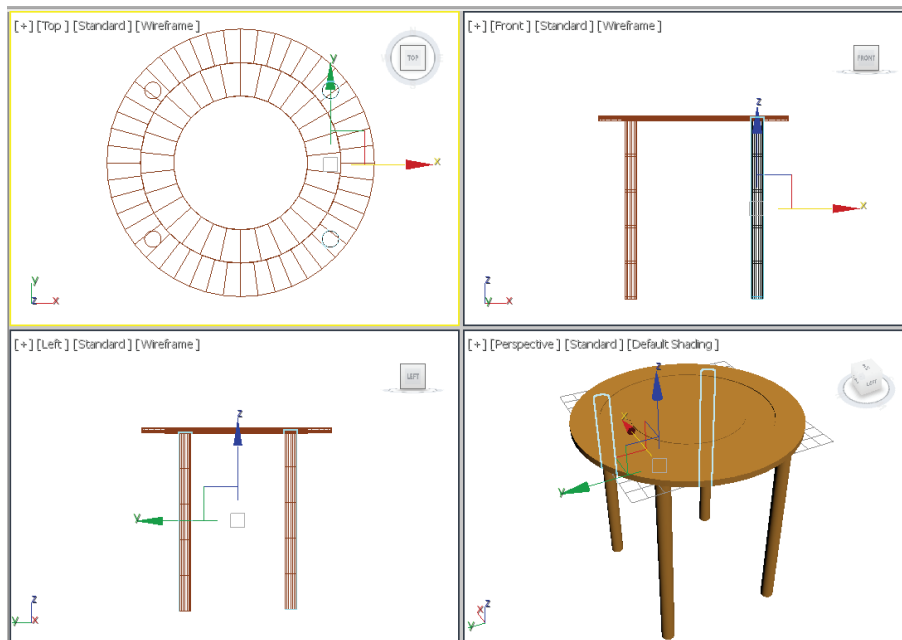 [+] [Top] [Standard] [Wireframe]
TOP
y
x
y
z x
[+] [Front] [Standard] [Wireframe]
FRONT
z
x
z
y x
[+] [Left] [Standard] [Wireframe]
LEFT
z
y
z
y x
[+] [Perspective] [Standard] [Default Shading]
LEFT
z
x
y
z
x
y